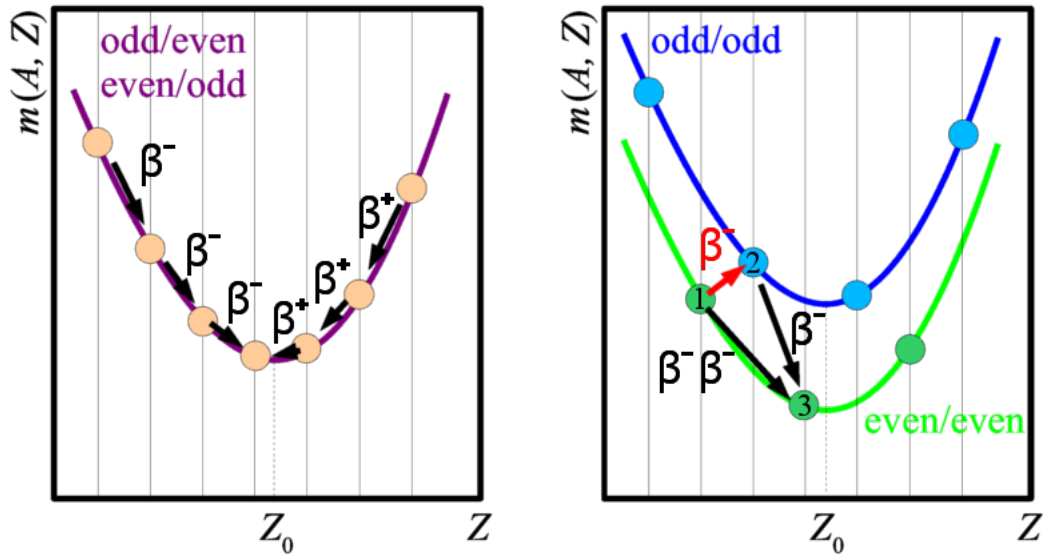 m(A, Z)
odd/even
even/odd
β⁻
β⁻
β⁻
β⁺
β⁺
β⁺
Z₀
Z
m(A, Z)
odd/odd
β⁻
2
1
β⁻
β⁻β⁻
3
even/even
Z₀
Z